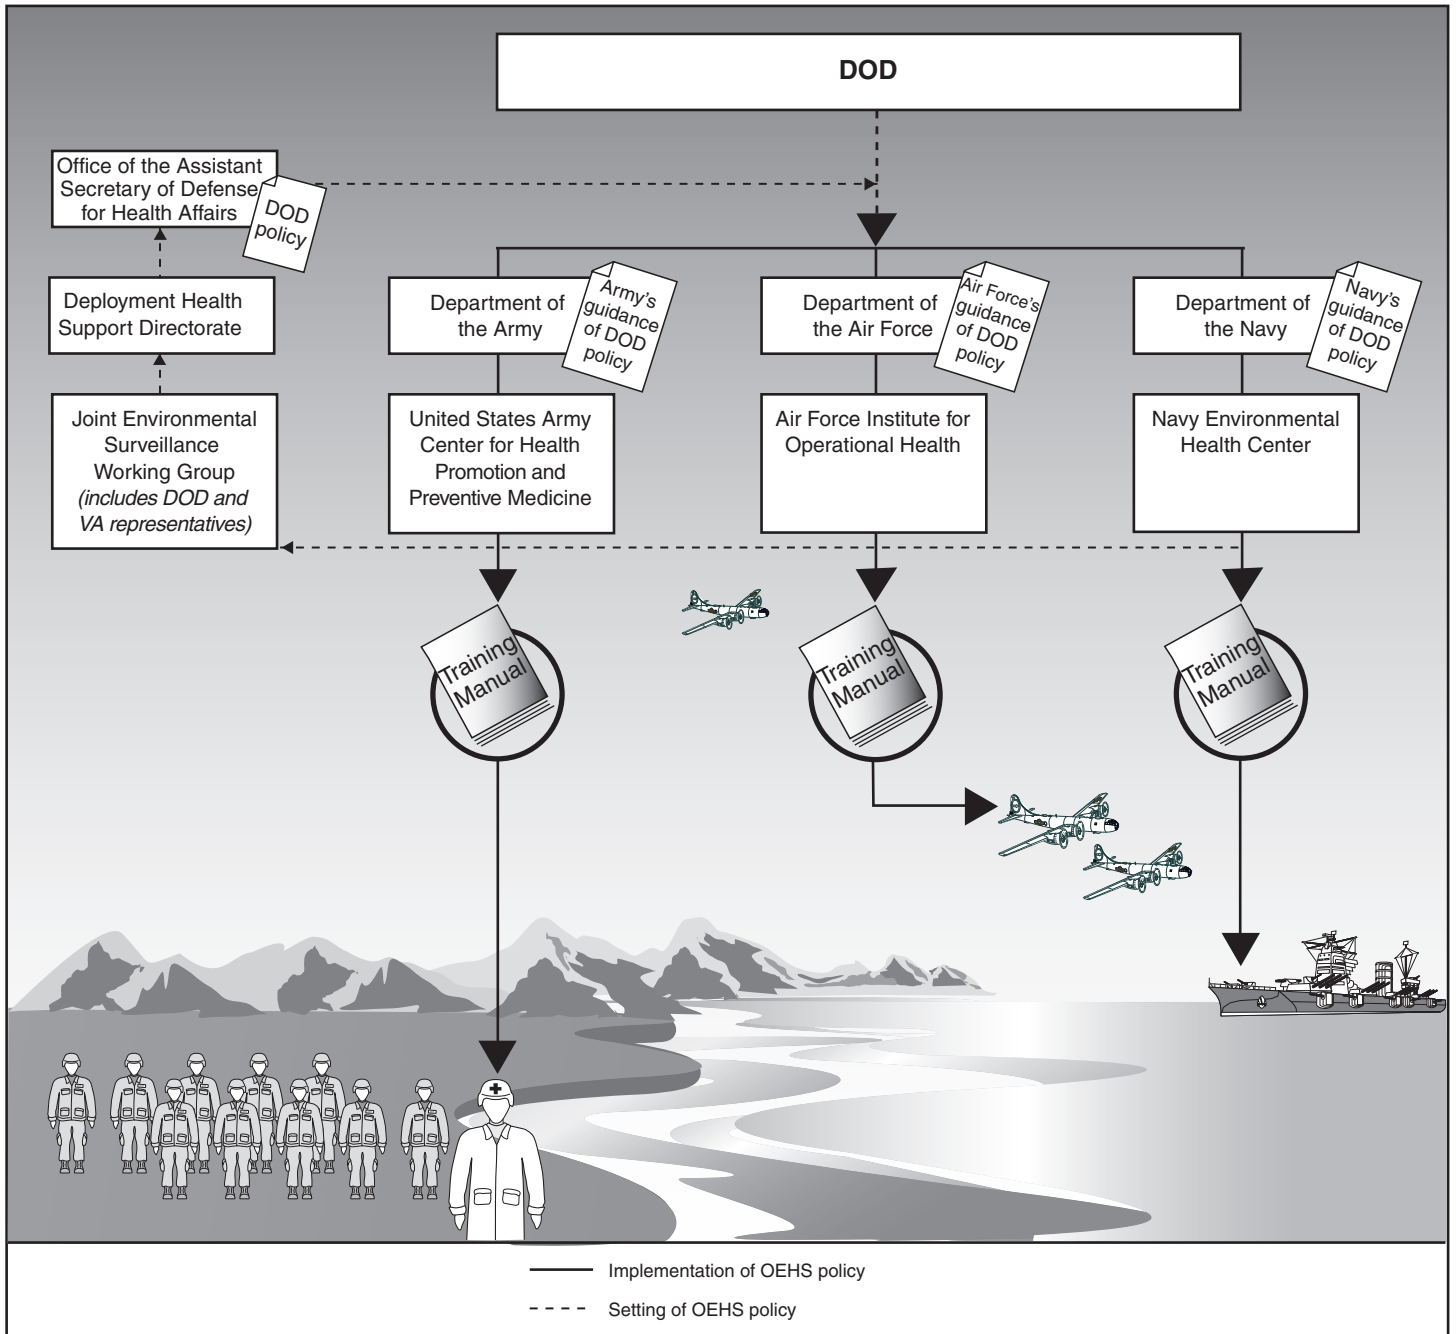 DOD
Office of the Assistant
Secretary of Defense
for Health Affairs
DOD
policy
Deployment Health
Support Directorate
Joint Environmental
Surveillance
Working Group
(includes DOD and
VA representatives)
Department of
the Army
Army's
guidance
of DOD
policy
Department of
the Air Force
Air Force's
guidance
of DOD
policy
Department of
the Navy
Navy's
guidance
of DOD
policy
United States Army
Center for Health
Promotion and
Preventive Medicine
Air Force Institute for
Operational Health
Navy Environmental
Health Center
Training
Manual
Training
Manual
Training
Manual
Implementation of OEHS policy
Setting of OEHS policy